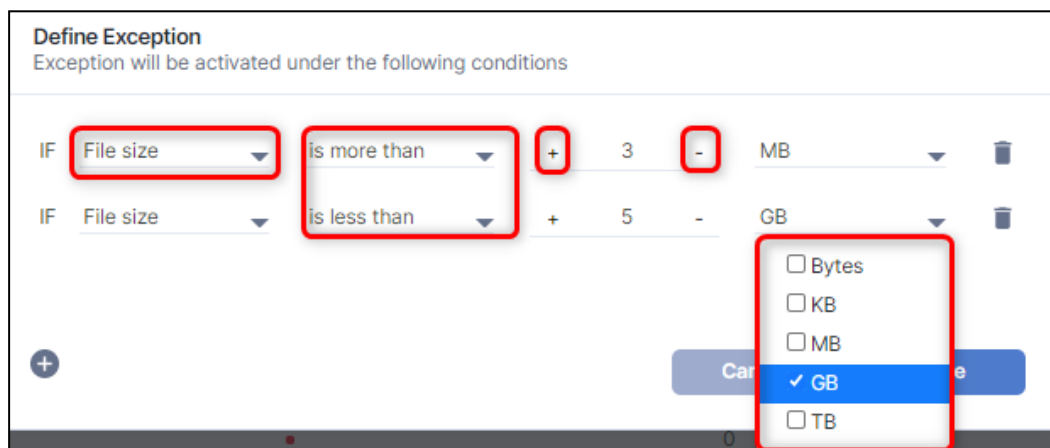 Define Exception
Exception will be activated under the following conditions
IF File size is more than + 3 - MB
IF File size is less than + 5 - GB
Bytes
KB
MB
GB
TB
0